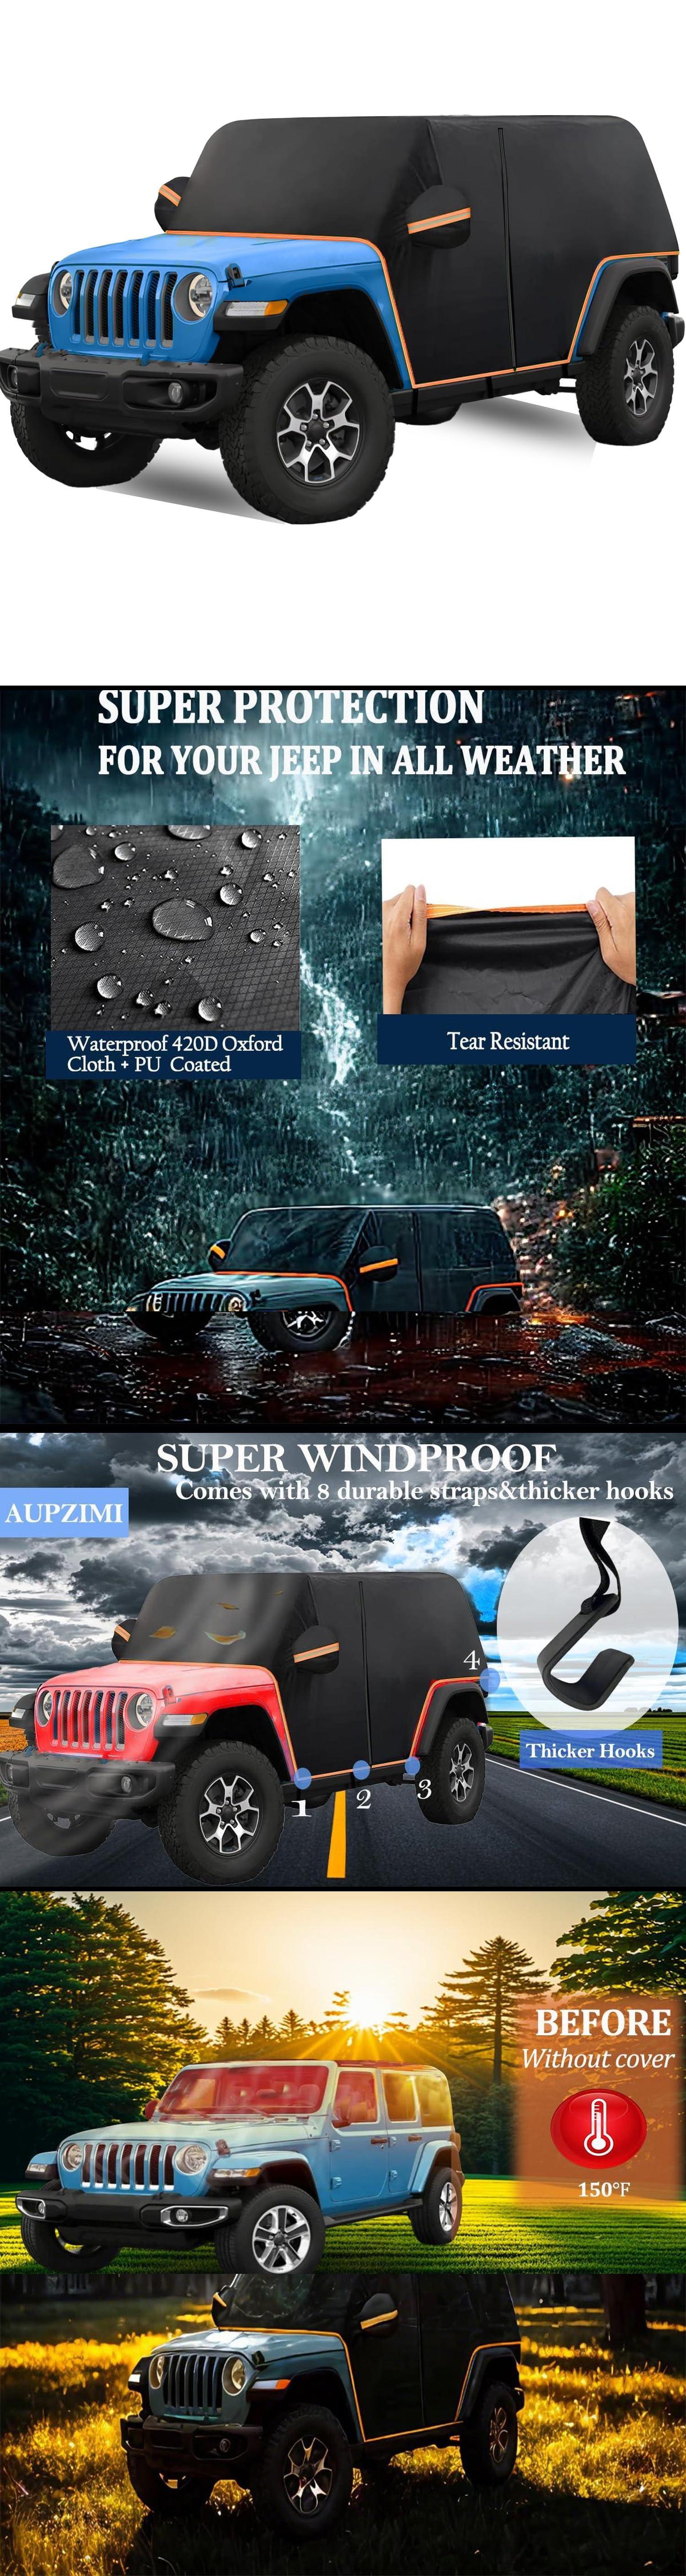 SUPER PROTECTION
FOR YOUR JEEP IN ALL WEATHER
Waterproof 420D Oxford
Cloth + PU Coated
Tear Resistant
SUPER WINDPROOF
Comes with 8 durable straps&thicker hooks
AUPZIMI
4
Thicker Hooks
3
2
1
BEFORE
Without cover
150°F